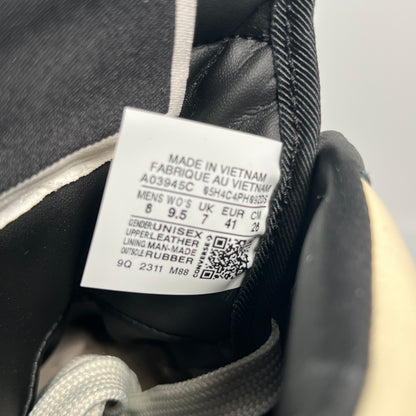 MADE IN VIETNAM
FABRIQUE AU VIETNAM
A03945C
MENS WO'S UK EUR CM
8 9.5 7 41 26
GENDER: UNISEX
UPPER: LEATHER
LINING: MAN-MADE
OUTSOLE: RUBBER
CONVERSE
9Q 2311 M88